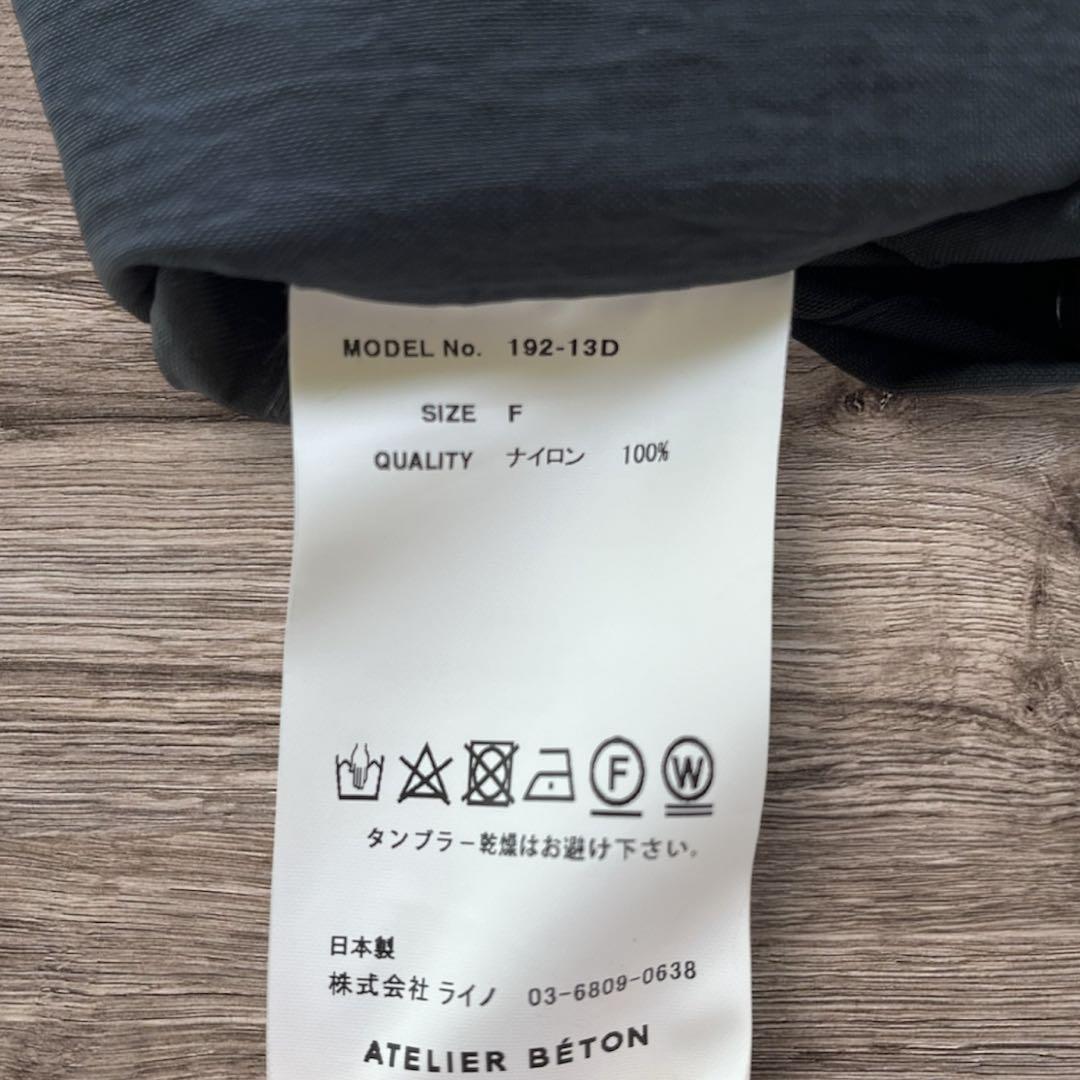 MODEL No. 192-13D
SIZE F
QUALITY ナイロン 100%
F W
タンブラー乾燥はお避け下さい。
日本製
株式会社 ライノ 03-6809-0638
ATELIER BÉTON